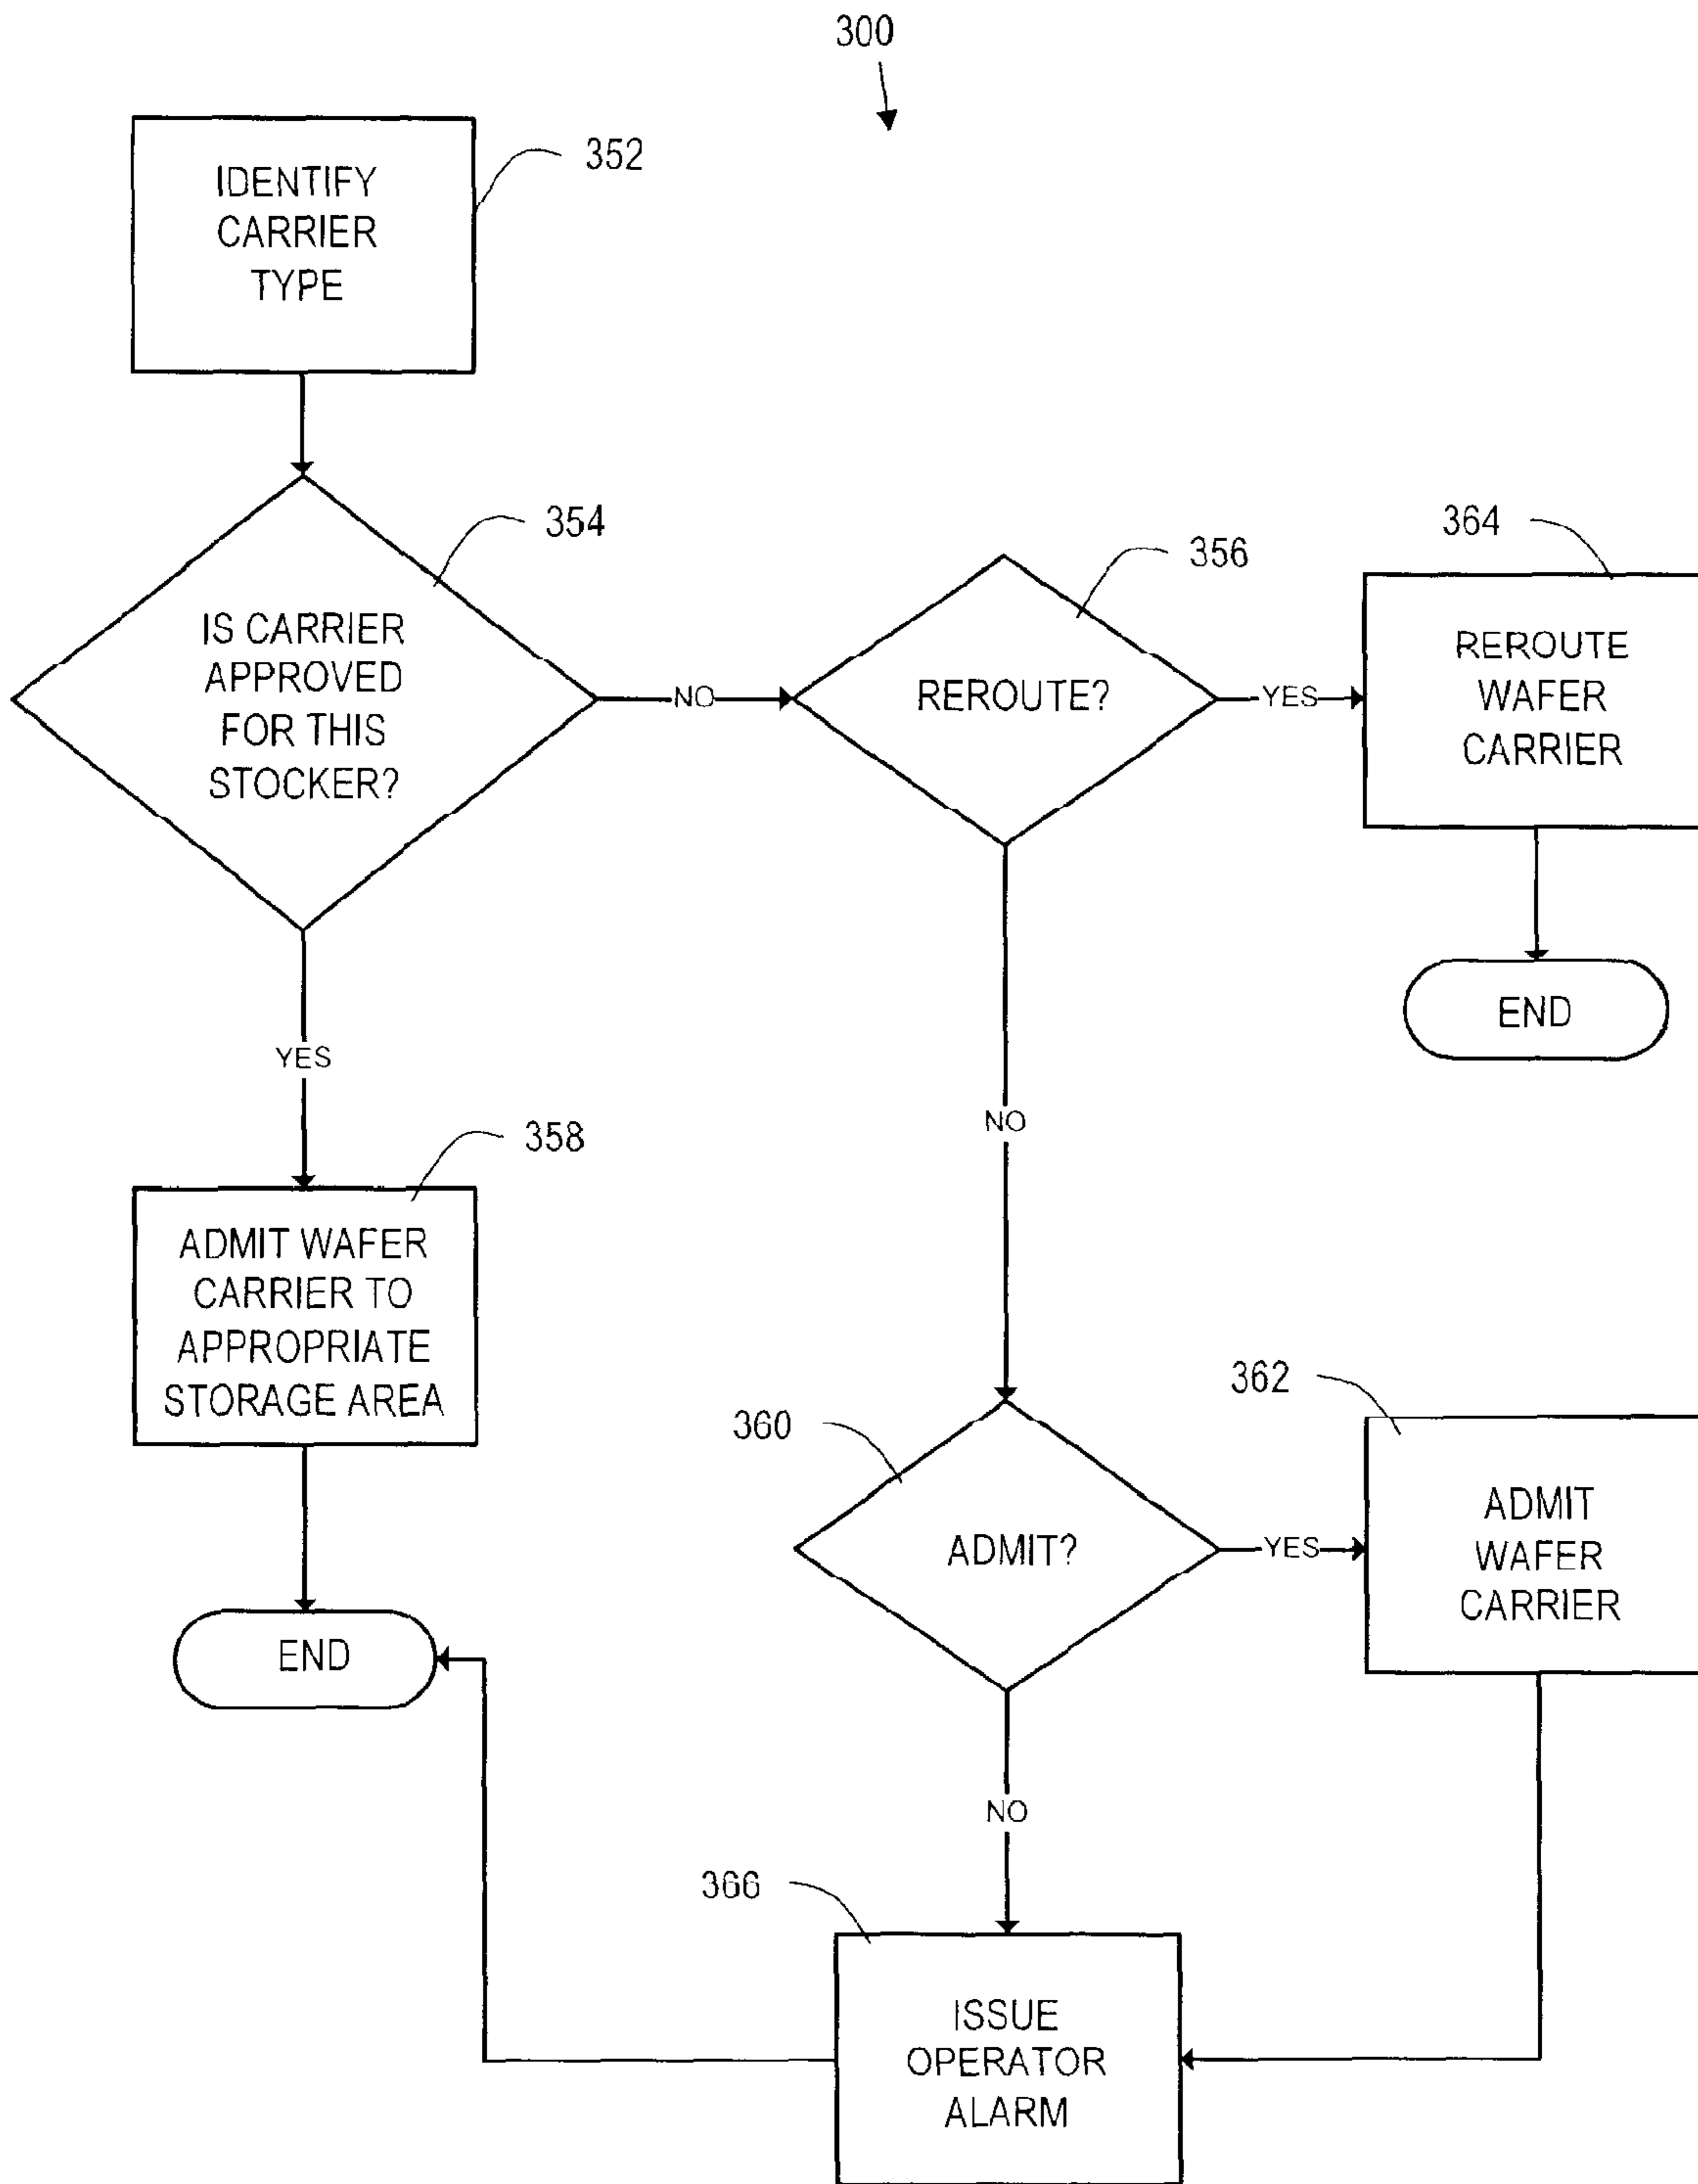 300
IDENTIFY
CARRIER
TYPE
352
IS CARRIER
APPROVED
FOR THIS
STOCKER?
354
NO
REROUTE?
356
YES
REROUTE
WAFER
CARRIER
364
END
YES
ADMIT WAFER
CARRIER TO
APPROPRIATE
STORAGE AREA
358
END
NO
ADMIT?
360
YES
ADMIT
WAFER
CARRIER
362
NO
ISSUE
OPERATOR
ALARM
366